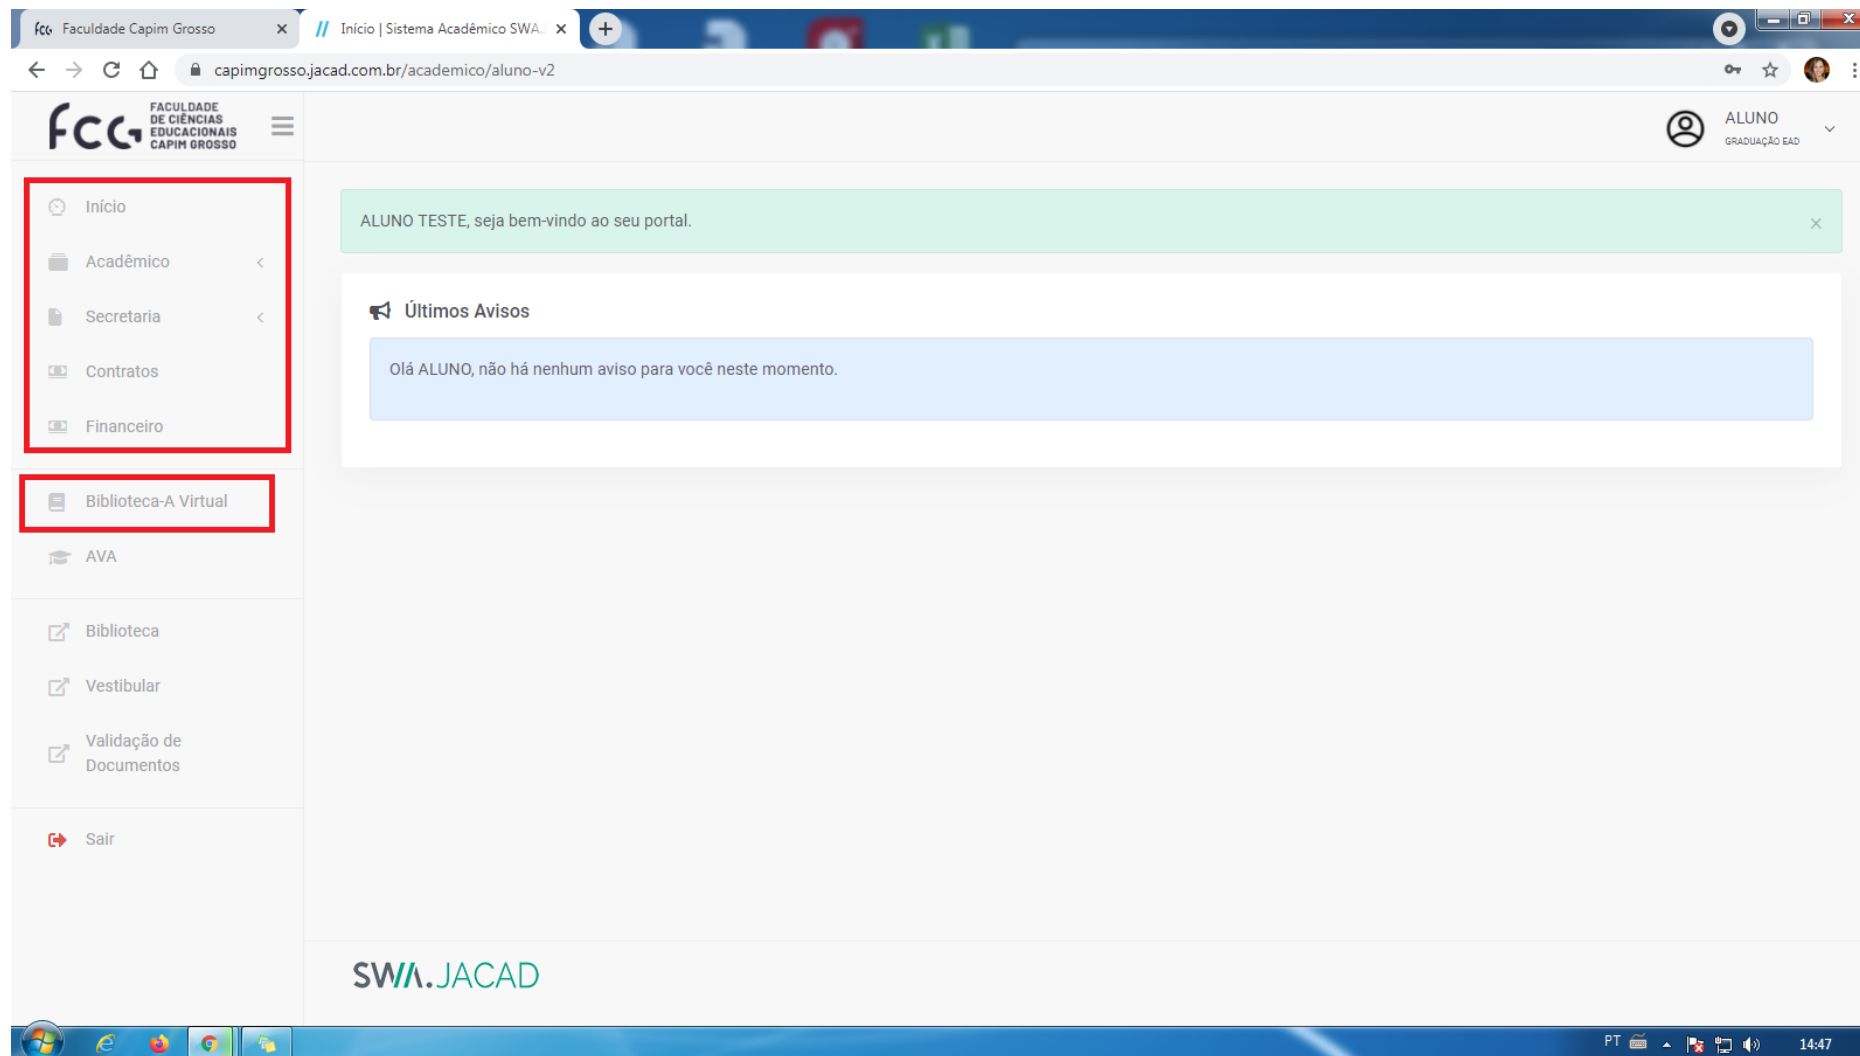 fcg Faculdade Capim Grosso
Início | Sistema Acadêmico SWA.
capimgrosso.jacad.com.br/academico/aluno-v2
FCG FACULDADE
DE CIÊNCIAS
EDUCACIONAIS
CAPIM GROSSO
ALUNO
GRADUAÇÃO EAD
Início
Acadêmico
Secretaria
Contratos
Financeiro
Biblioteca-A Virtual
AVA
Biblioteca
Vestibular
Validação de
Documentos
Sair
ALUNO TESTE, seja bem-vindo ao seu portal.
Últimos Avisos
Olá ALUNO, não há nenhum aviso para você neste momento.
SWA.JACAD
PT
14:47